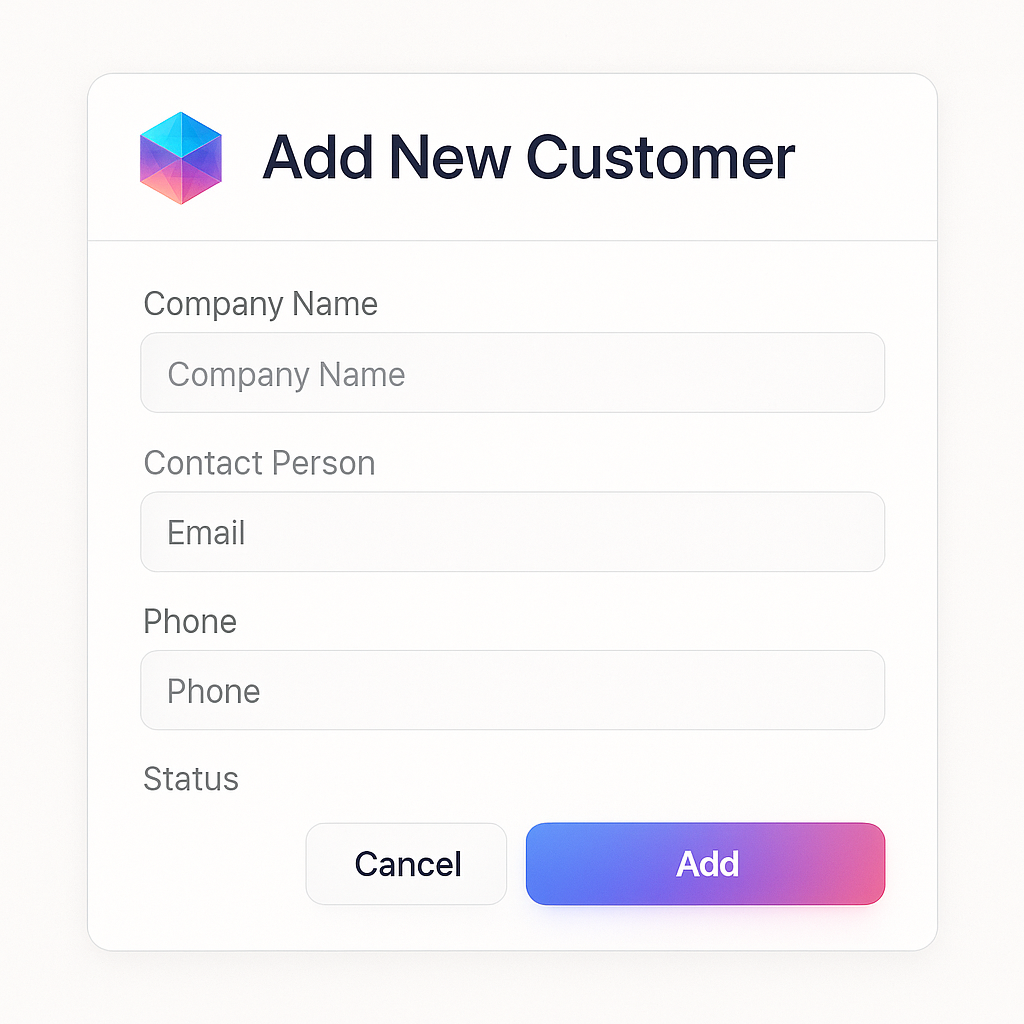 Add New Customer
Company Name
Company Name
Contact Person
Email
Phone
Phone
Status
Cancel
Add